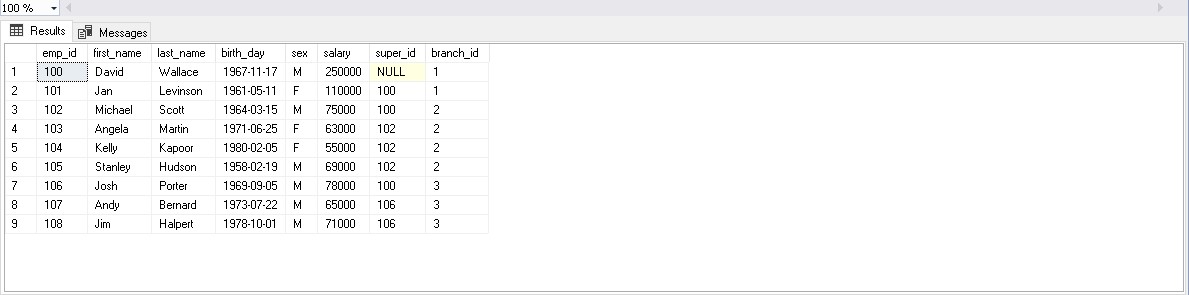 100 %
Results Messages
emp_id first_name last_name birth_day sex salary super_id branch_id
1 100 David Wallace 1967-11-17 M 250000 NULL 1
2 101 Jan Levinson 1961-05-11 F 110000 100 1
3 102 Michael Scott 1964-03-15 M 75000 100 2
4 103 Angela Martin 1971-06-25 F 63000 102 2
5 104 Kelly Kapoor 1980-02-05 F 55000 102 2
6 105 Stanley Hudson 1958-02-19 M 69000 102 2
7 106 Josh Porter 1969-09-05 M 78000 100 3
8 107 Andy Bernard 1973-07-22 M 65000 106 3
9 108 Jim Halpert 1978-10-01 M 71000 106 3